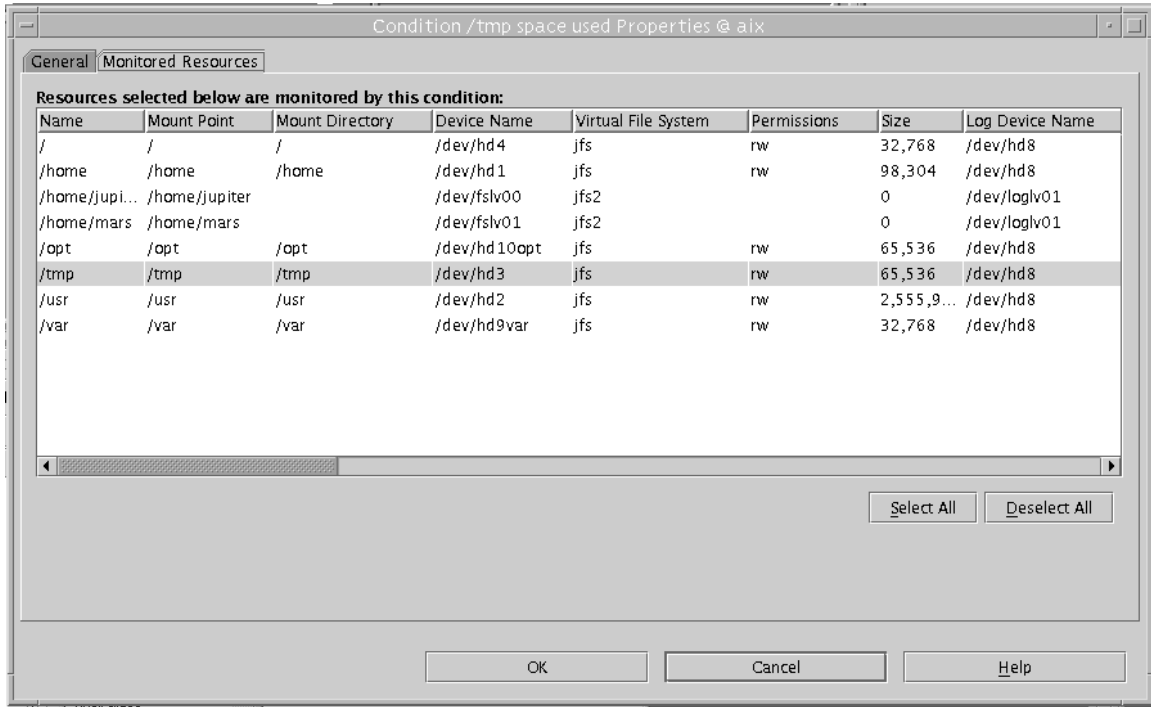 Condition /tmp space used Properties @ aix
General Monitored Resources
Resources selected below are monitored by this condition:
Name Mount Point Mount Directory Device Name Virtual File System Permissions Size Log Device Name
/ / / /dev/hd4 jfs rw 32,768 /dev/hd8
/home /home /home /dev/hd1 jfs rw 98,304 /dev/hd8
/home/jupi... /home/jupiter /dev/fslv00 jfs2 0 /dev/loglv01
/home/mars /home/mars /dev/fslv01 jfs2 0 /dev/loglv01
/opt /opt /opt /dev/hd10opt jfs rw 65,536 /dev/hd8
/tmp /tmp /tmp /dev/hd3 jfs rw 65,536 /dev/hd8
/usr /usr /usr /dev/hd2 jfs rw 2,555,9... /dev/hd8
/var /var /var /dev/hd9var jfs rw 32,768 /dev/hd8
Select All Deselect All
OK Cancel Help